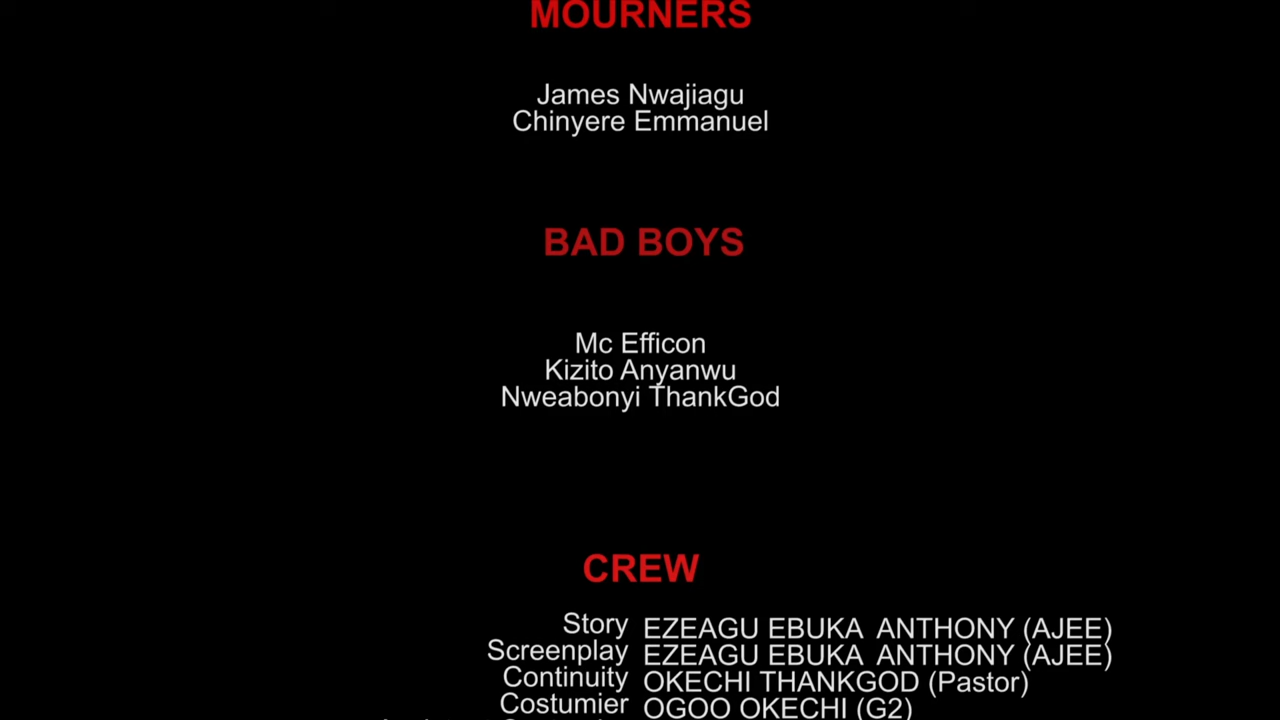 MOURNERS
James Nwajiagu
Chinyere Emmanuel
BAD BOYS
Mc Efficon
Kizito Anyanwu
Nweabonyi ThankGod
CREW
Story EZEAGU EBUKA ANTHONY (AJEE)
Screenplay EZEAGU EBUKA ANTHONY (AJEE)
Continuity OKECHI THANKGOD (Pastor)
Costumier OGOO OKECHI (G2)